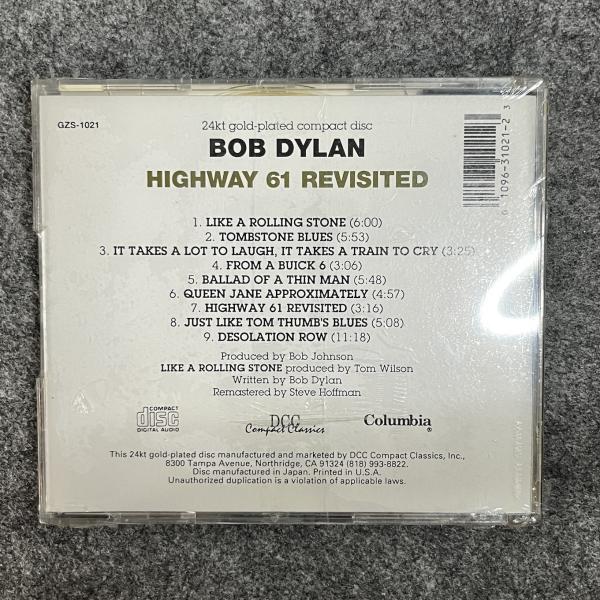 GZS-1021
24kt gold-plated compact disc
BOB DYLAN
HIGHWAY 61 REVISITED
1. LIKE A ROLLING STONE (6:00)
2. TOMBSTONE BLUES (5:53)
3. IT TAKES A LOT TO LAUGH, IT TAKES A TRAIN TO CRY (3:25)
4. FROM A BUICK 6 (3:06)
5. BALLAD OF A THIN MAN (5:48)
6. QUEEN JANE APPROXIMATELY (4:57)
7. HIGHWAY 61 REVISITED (3:16)
8. JUST LIKE TOM THUMB'S BLUES (5:08)
9. DESOLATION ROW (11:18)
Produced by Bob Johnson
LIKE A ROLLING STONE produced by Tom Wilson
Written by Bob Dylan
Remastered by Steve Hoffman
COMPACT
disc
DIGITAL AUDIO
DCC
Compact Classics
Columbia
®
This 24kt gold-plated disc manufactured and marketed by DCC Compact Classics, Inc.,
8300 Tampa Avenue, Northridge, CA 91324 (818) 993-8822.
Disc manufactured in Japan. Printed in U.S.A.
Unauthorized duplication is a violation of applicable laws.